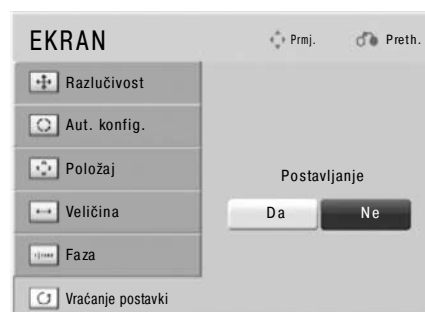 EKRAN
Prmj.
Preth.
Razlučivost
Aut. konfig.
Položaj
Veličina
Faza
Vraćanje postavki
Postavljanje
Da
Ne